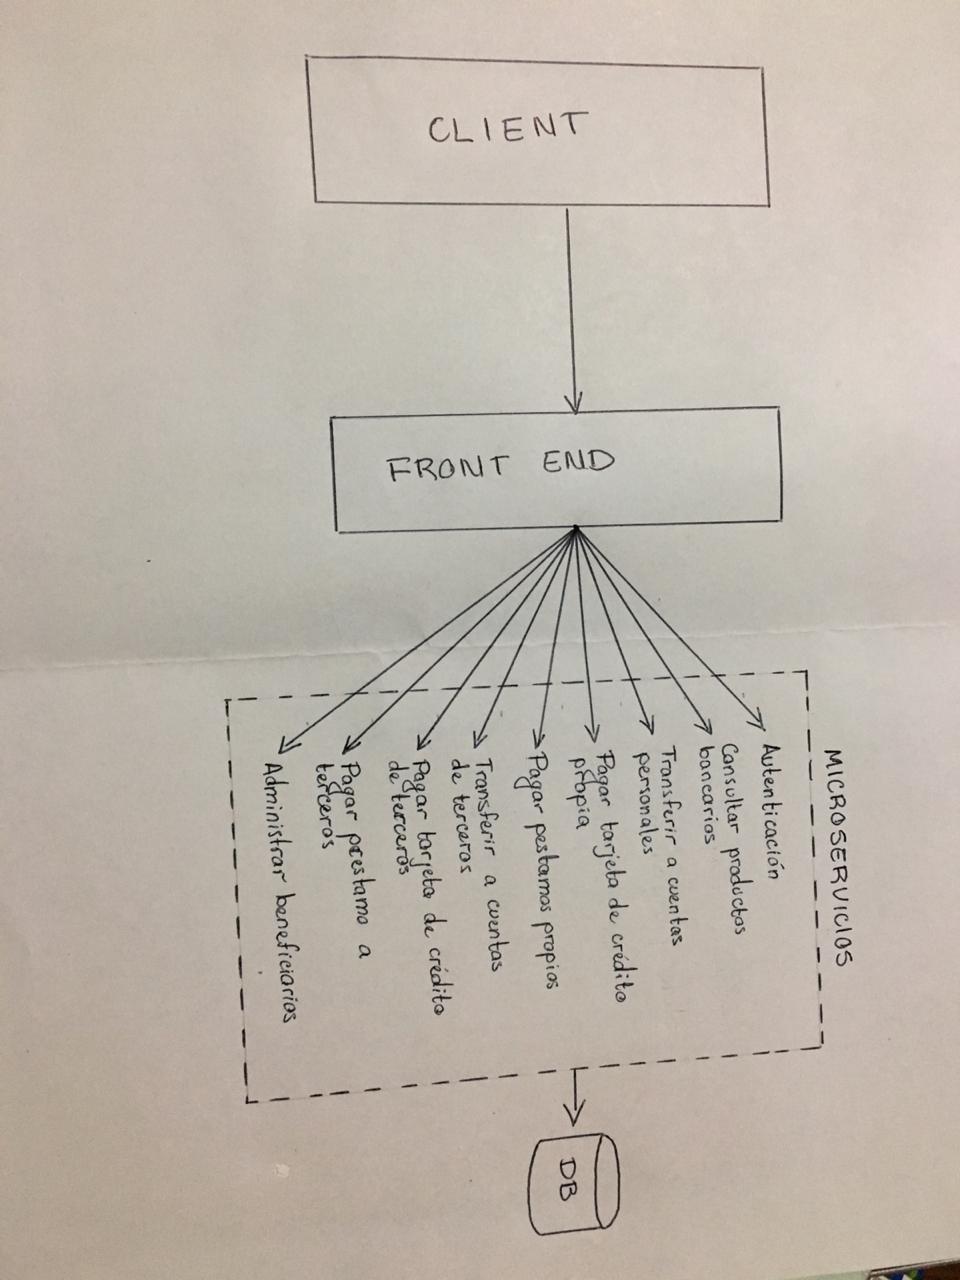 CLIENT
FRONT END
MICROSERVICIOS
Autenticación
Consultar productos
bancarios
Transferir a cuentas
personales
Pagar tarjeta de crédito
propia
Pagar pestamos propios
Transferir a cuentas
de terceros
Pagar tarjeta de crédito
de terceros
Pagar préstamo a
terceros
Administrar beneficiarios
DB